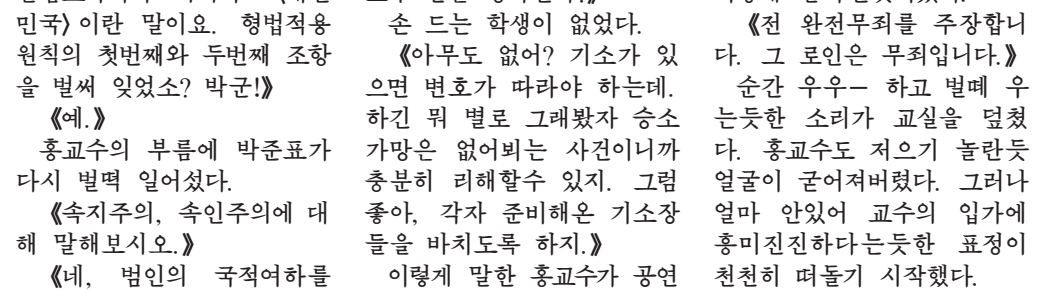 민국〉이란 말이요. 형법적용
원칙의 첫번째와 두번째 조항
을 벌써 잊었소? 박군!》
《예.》
홍교수의 부름에 박준표가
다시 벌떡 일어섰다.
《속지주의, 속인주의에 대
해 말해보시오.》
《네, 범인의 국적여하를
손 드는 학생이 없었다.
《아무도 없어? 기소가 있
으면 변호가 따라야 하는데.
하긴 뭐 별로 그래봤자 승소
가망은 없어뵈는 사건이니까
충분히 리해할수 있지. 그럼
좋아, 각자 준비해온 기소장
들을 바치도록 하지.》
이렇게 말한 홍교수가 공연
《전 완전무죄를 주장합니
다. 그 로인은 무죄입니다.》
순간 우우— 하고 벌떼 우
는듯한 소리가 교실을 덮쳤
다. 홍교수도 저으기 놀란듯
얼굴이 굳어져버렸다. 그러나
얼마 안있어 교수의 입가에
흥미진진하다는듯한 표정이
천천히 떠돌기 시작했다.